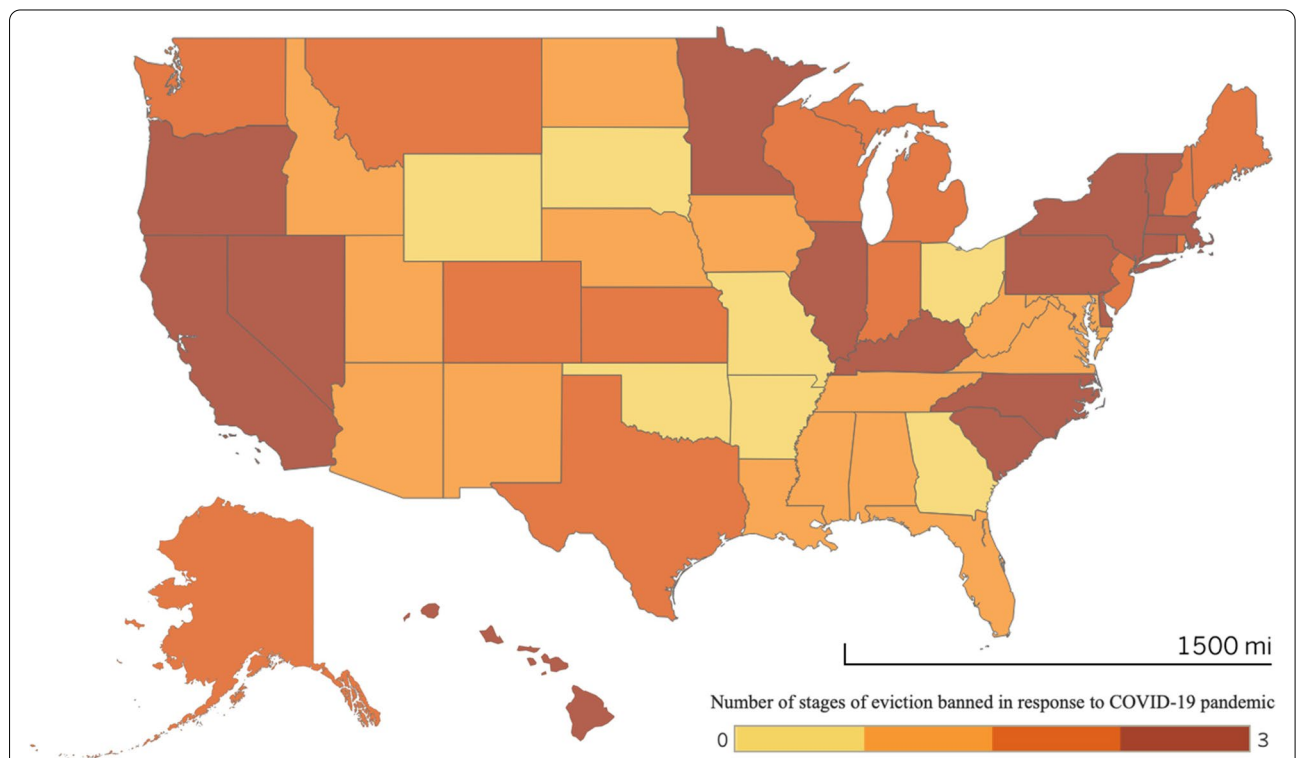 1500 mi
Number of stages of eviction banned in response to COVID-19 pandemic
0 3